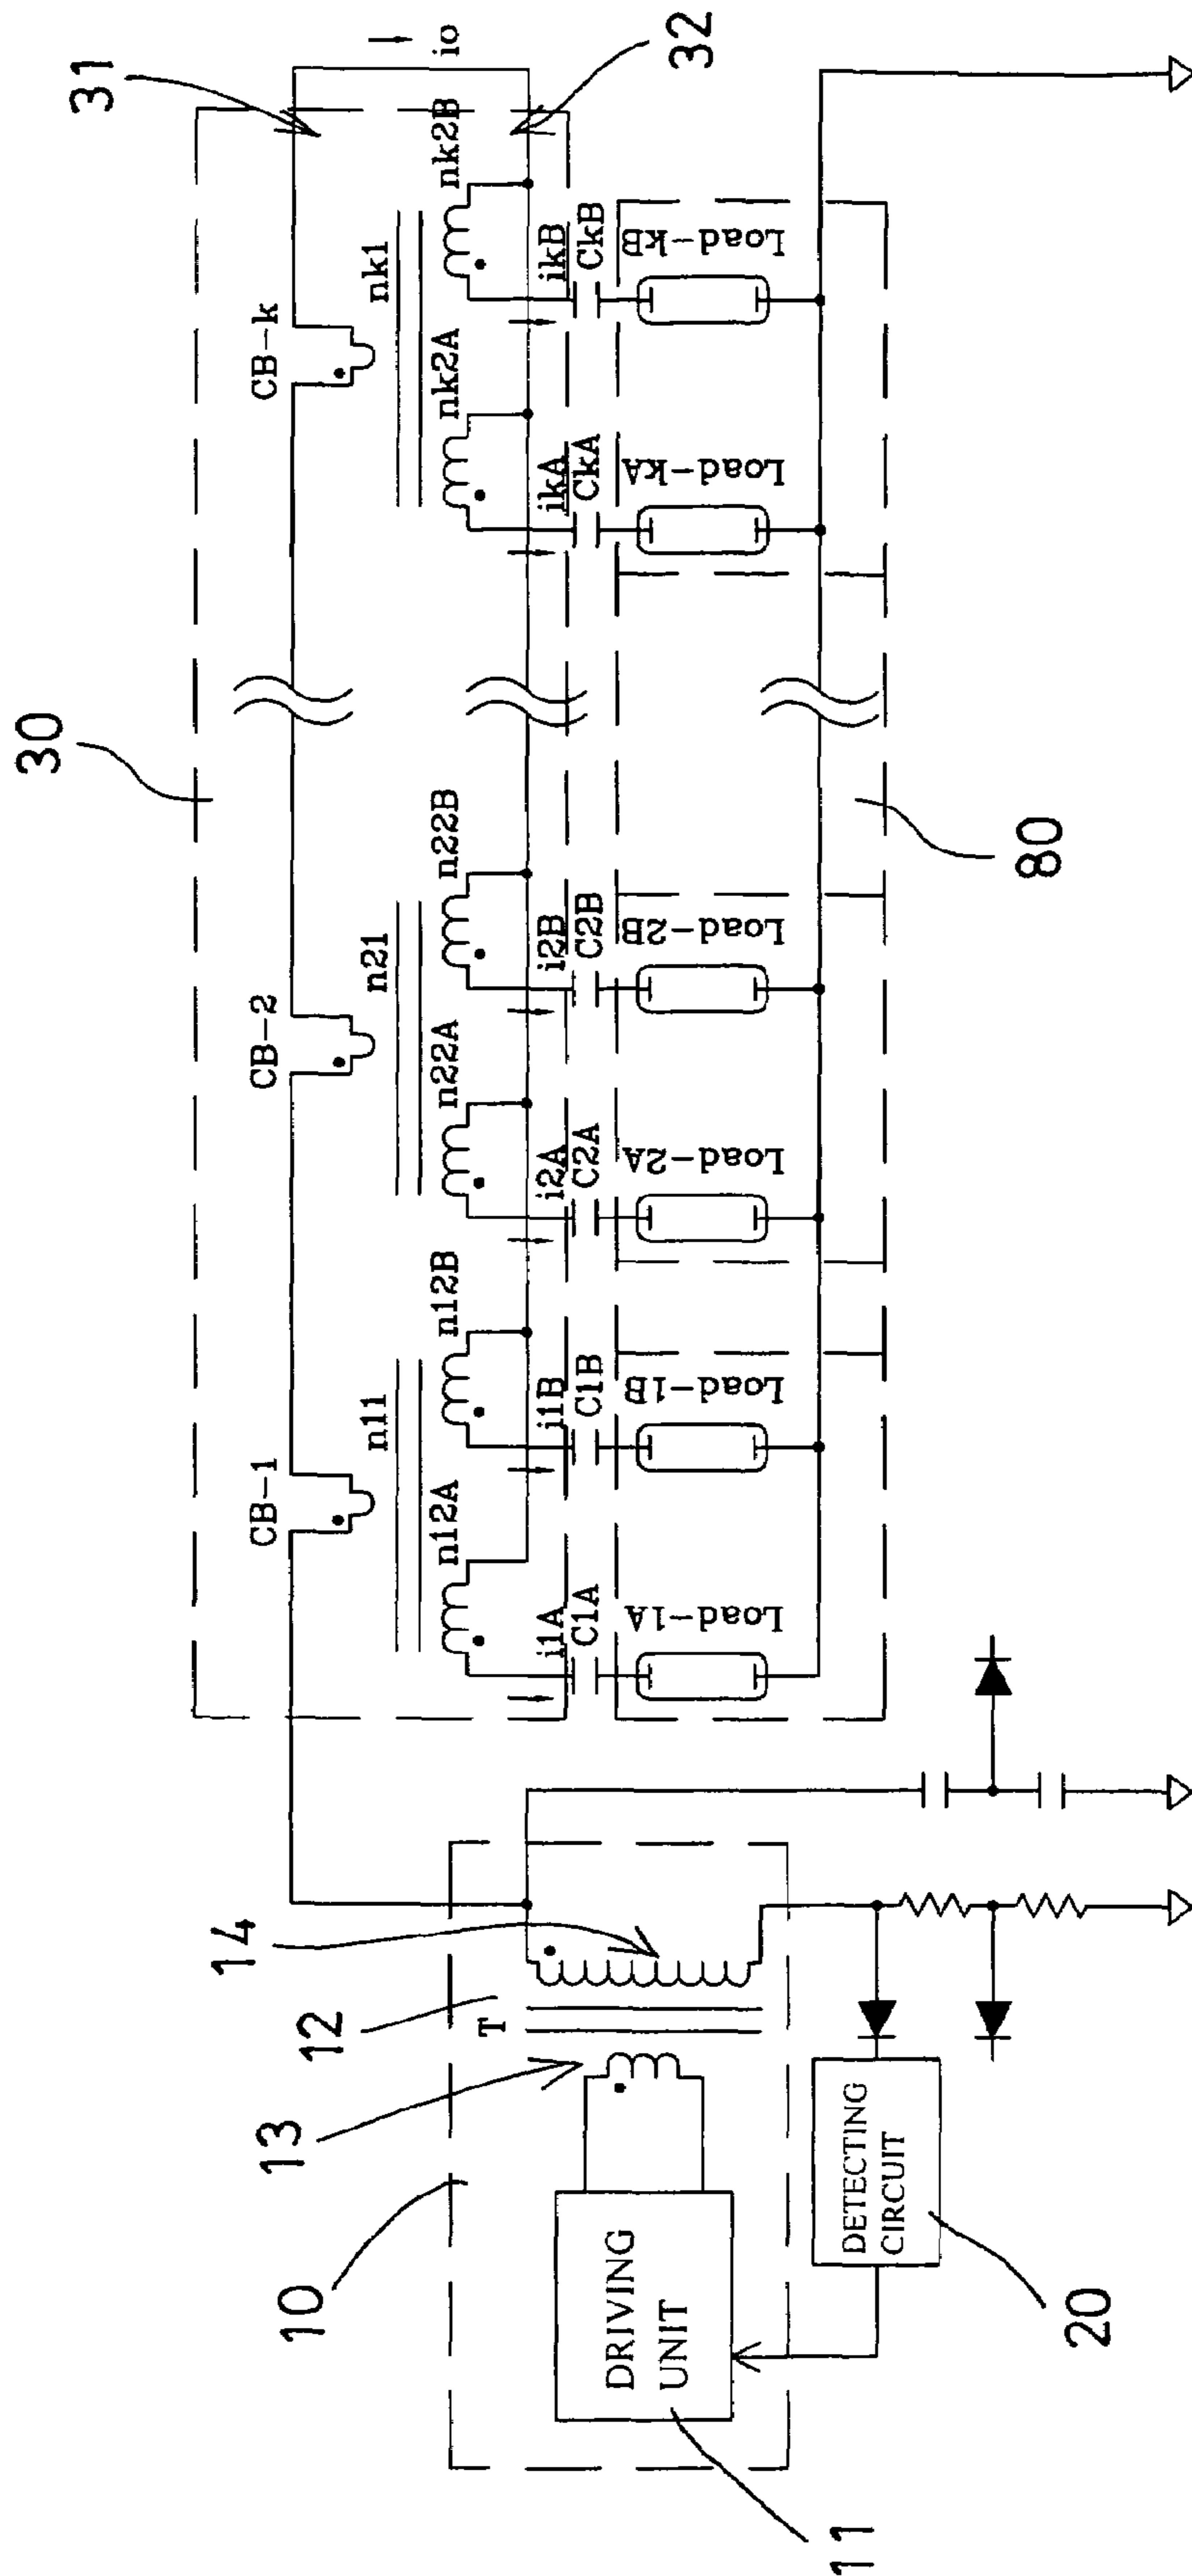 30
31
CB-1
CB-2
CB-k
io
n11
n21
nk1
n12A
n12B
n22A
n22B
nk2A
nk2B
32
i1A
i1B
i2A
i2B
ikA
ikB
C1A
C1B
C2A
C2B
CkA
CkB
Load-1A
Load-1B
Load-2A
Load-2B
Load-kA
Load-kB
80
10
13
12
14
T
DRIVING
UNIT
11
DETECTING
CIRCUIT
20